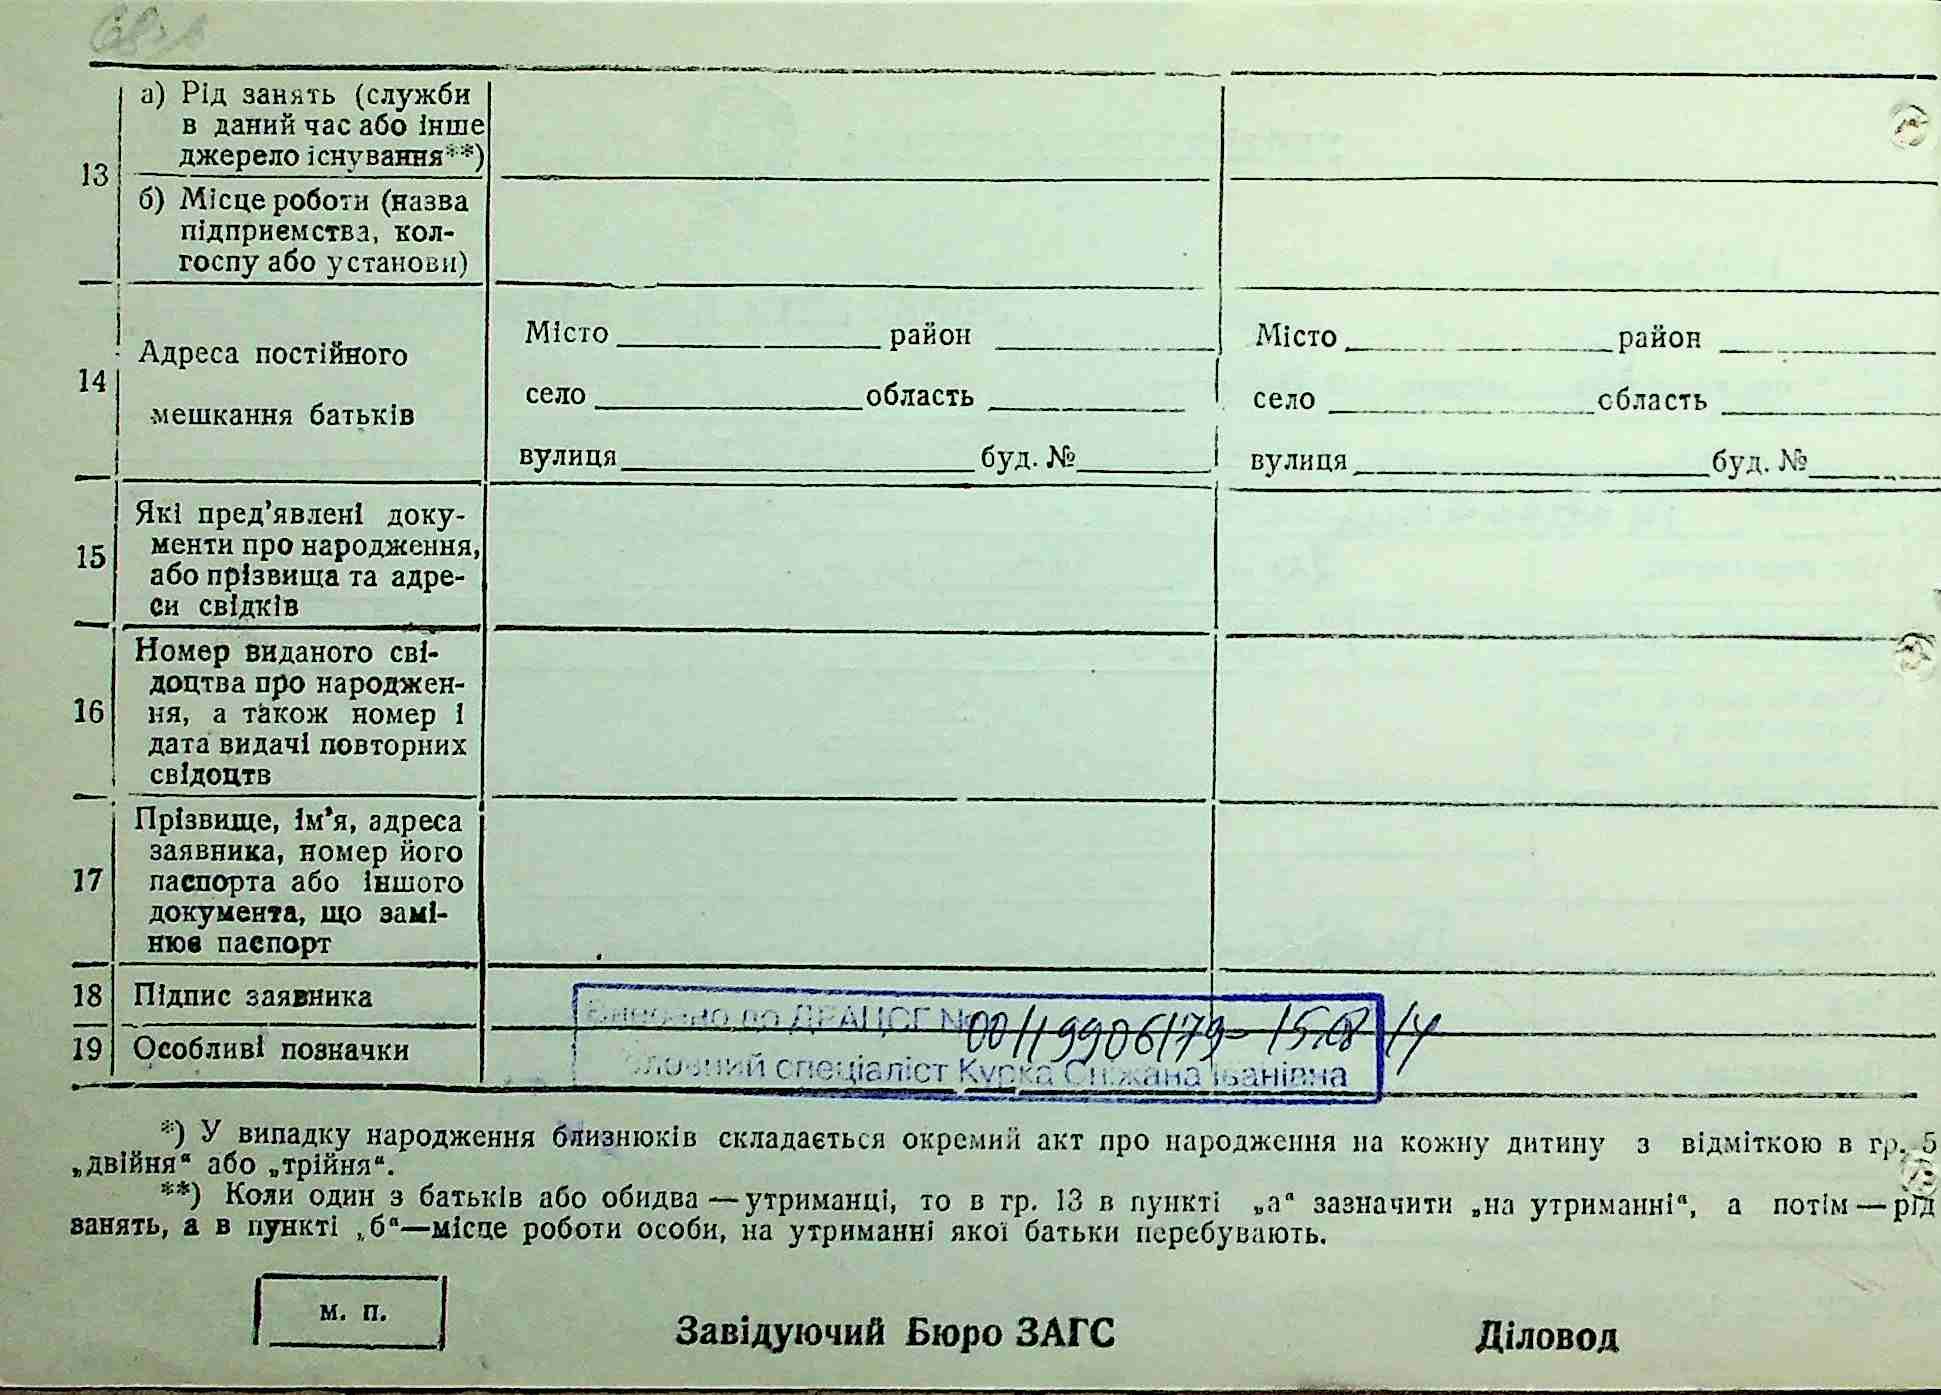 13
а) Рід занять (служби
в даний час або інше
джерело існування**)
б) Місце роботи (назва
підприємства, кол-
госпу або установи)
14
Адреса постійного
мешкання батьків
Місто район
село область
вулиця буд. №
Місто район
село область
вулиця буд. №
15
Які пред’явлені доку-
менти про народження,
або прізвища та адре-
си свідків
16
Номер виданого сві-
доцтва про народжен-
ня, а також номер і
дата видачі повторних
свідоцтв
17
Прізвище, ім’я, адреса
заявника, номер його
паспорта або іншого
документа, що замі-
нює паспорт
18 Підпис заявника
до ДРАЦСГ № 00119906179 - 15.08.14
19 Особливі позначки
спеціаліст Курка Сніжана Іванівна
*) У випадку народження близнюків складається окремий акт про народження на кожну дитину з відміткою в гр. 5
„двійня“ або „трійня“.
**) Коли один з батьків або обидва — утриманці, то в гр. 13 в пункті „а“ зазначити „на утриманні“, а потім — рід
занять, а в пункті „б“—місце роботи особи, на утриманні якої батьки перебувають.
м. п.
Завідуючий Бюро ЗАГС Діловод